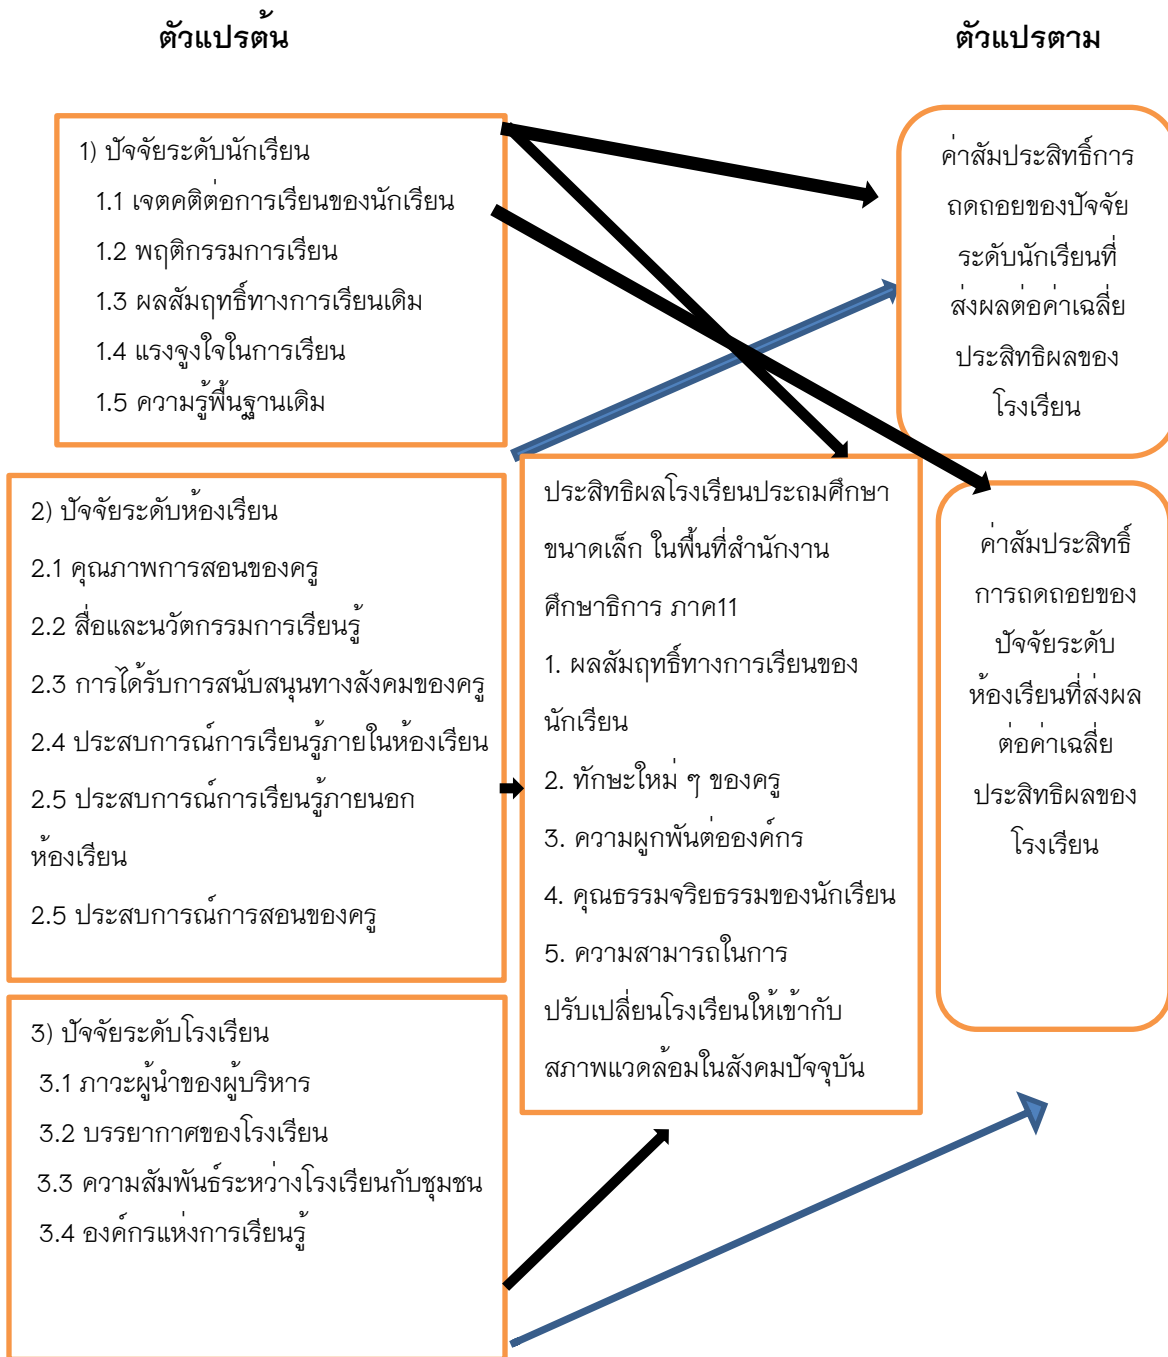 ตัวแปรต้น
ตัวแปรตาม
1) ปัจจัยระดับนักเรียน
1.1 เจตคติต่อการเรียนของนักเรียน
1.2 พฤติกรรมการเรียน
1.3 ผลสัมฤทธิ์ทางการเรียนเดิม
1.4 แรงจูงใจในการเรียน
1.5 ความรู้พื้นฐานเดิม
2) ปัจจัยระดับห้องเรียน
2.1 คุณภาพการสอนของครู
2.2 สื่อและนวัตกรรมการเรียนรู้
2.3 การได้รับการสนับสนุนทางสังคมของครู
2.4 ประสบการณ์การเรียนรู้ภายในห้องเรียน
2.5 ประสบการณ์การเรียนรู้ภายนอก
ห้องเรียน
2.5 ประสบการณ์การสอนของครู
3) ปัจจัยระดับโรงเรียน
3.1 ภาวะผู้นำของผู้บริหาร
3.2 บรรยากาศของโรงเรียน
3.3 ความสัมพันธ์ระหว่างโรงเรียนกับชุมชน
3.4 องค์กรแห่งการเรียนรู้
ประสิทธิผลโรงเรียนประถมศึกษา
ขนาดเล็ก ในพื้นที่สำนักงาน
ศึกษาธิการ ภาค11
1. ผลสัมฤทธิ์ทางการเรียนของ
นักเรียน
2. ทักษะใหม่ ๆ ของครู
3. ความผูกพันต่อองค์กร
4. คุณธรรมจริยธรรมของนักเรียน
5. ความสามารถในการ
ปรับเปลี่ยนโรงเรียนให้เข้ากับ
สภาพแวดล้อมในสังคมปัจจุบัน
ค่าสัมประสิทธิ์การ
ถดถอยของปัจจัย
ระดับนักเรียนที่
ส่งผลต่อค่าเฉลี่ย
ประสิทธิผลของ
โรงเรียน
ค่าสัมประสิทธิ์
การถดถอยของ
ปัจจัยระดับ
ห้องเรียนที่ส่งผล
ต่อค่าเฉลี่ย
ประสิทธิผลของ
โรงเรียน